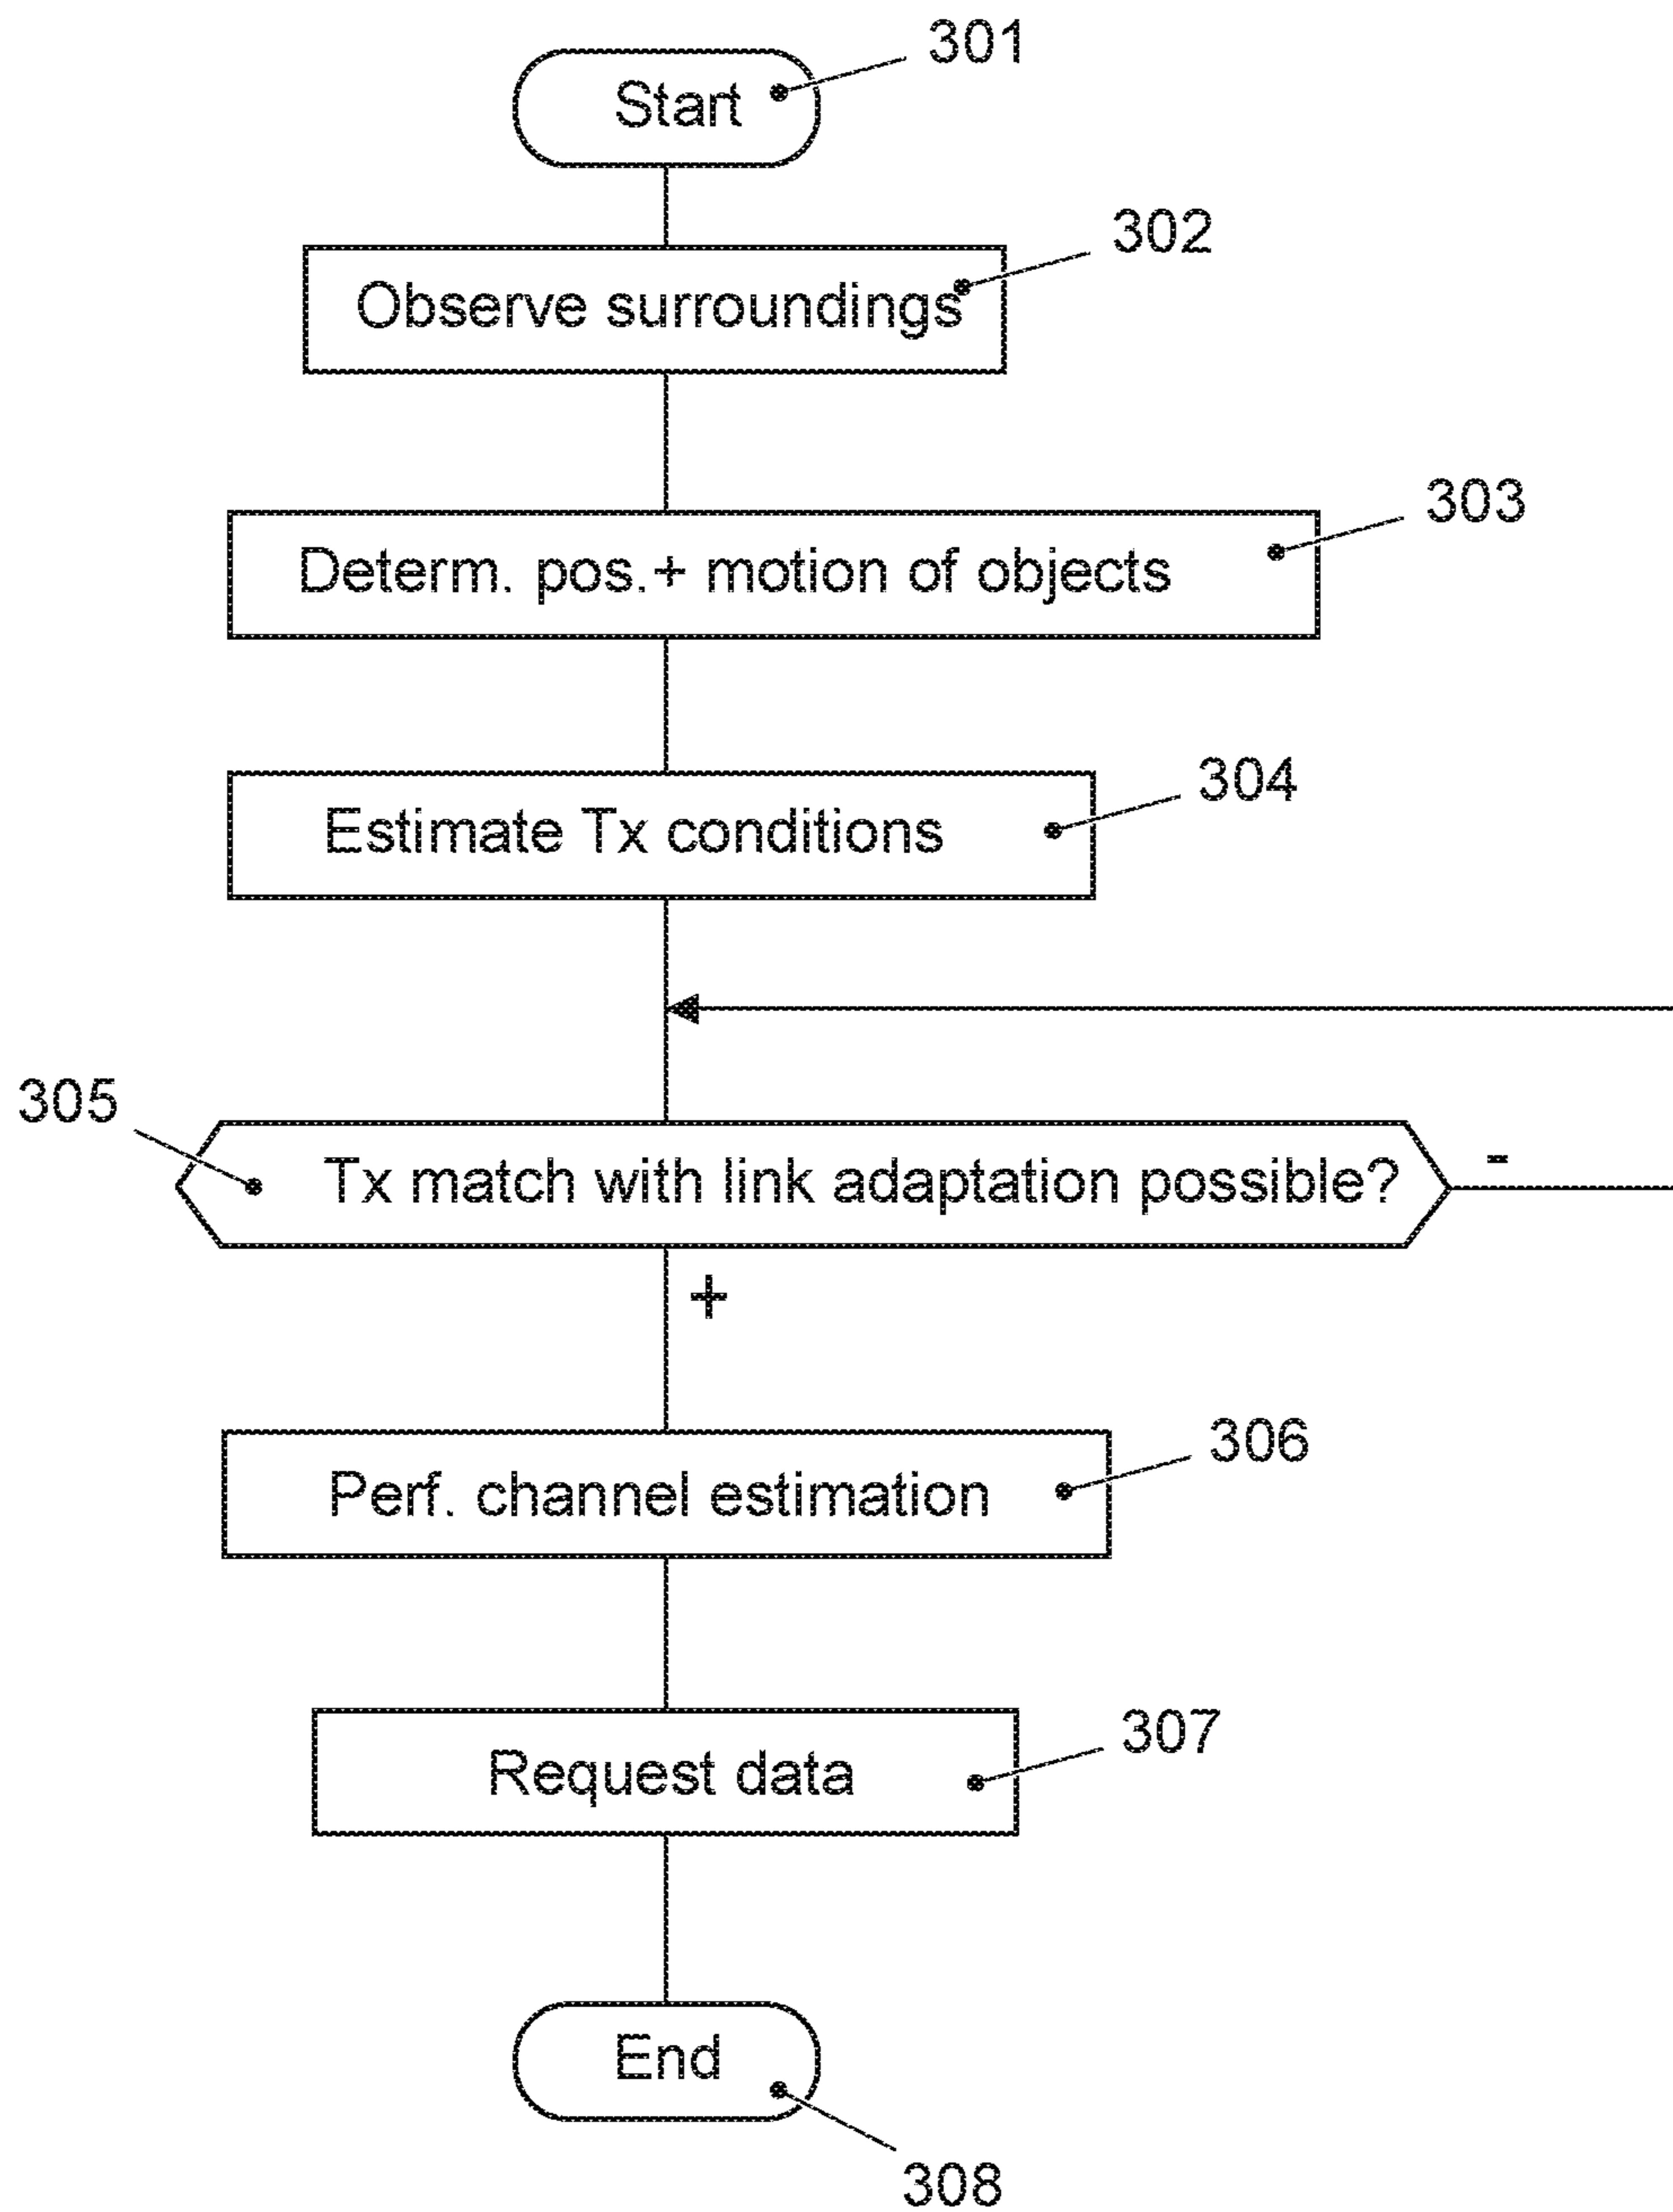 301
Start
302
Observe surroundings
303
Determ. pos.+ motion of objects
304
Estimate Tx conditions
305
Tx match with link adaptation possible?
-
+
306
Perf. channel estimation
307
Request data
End
308